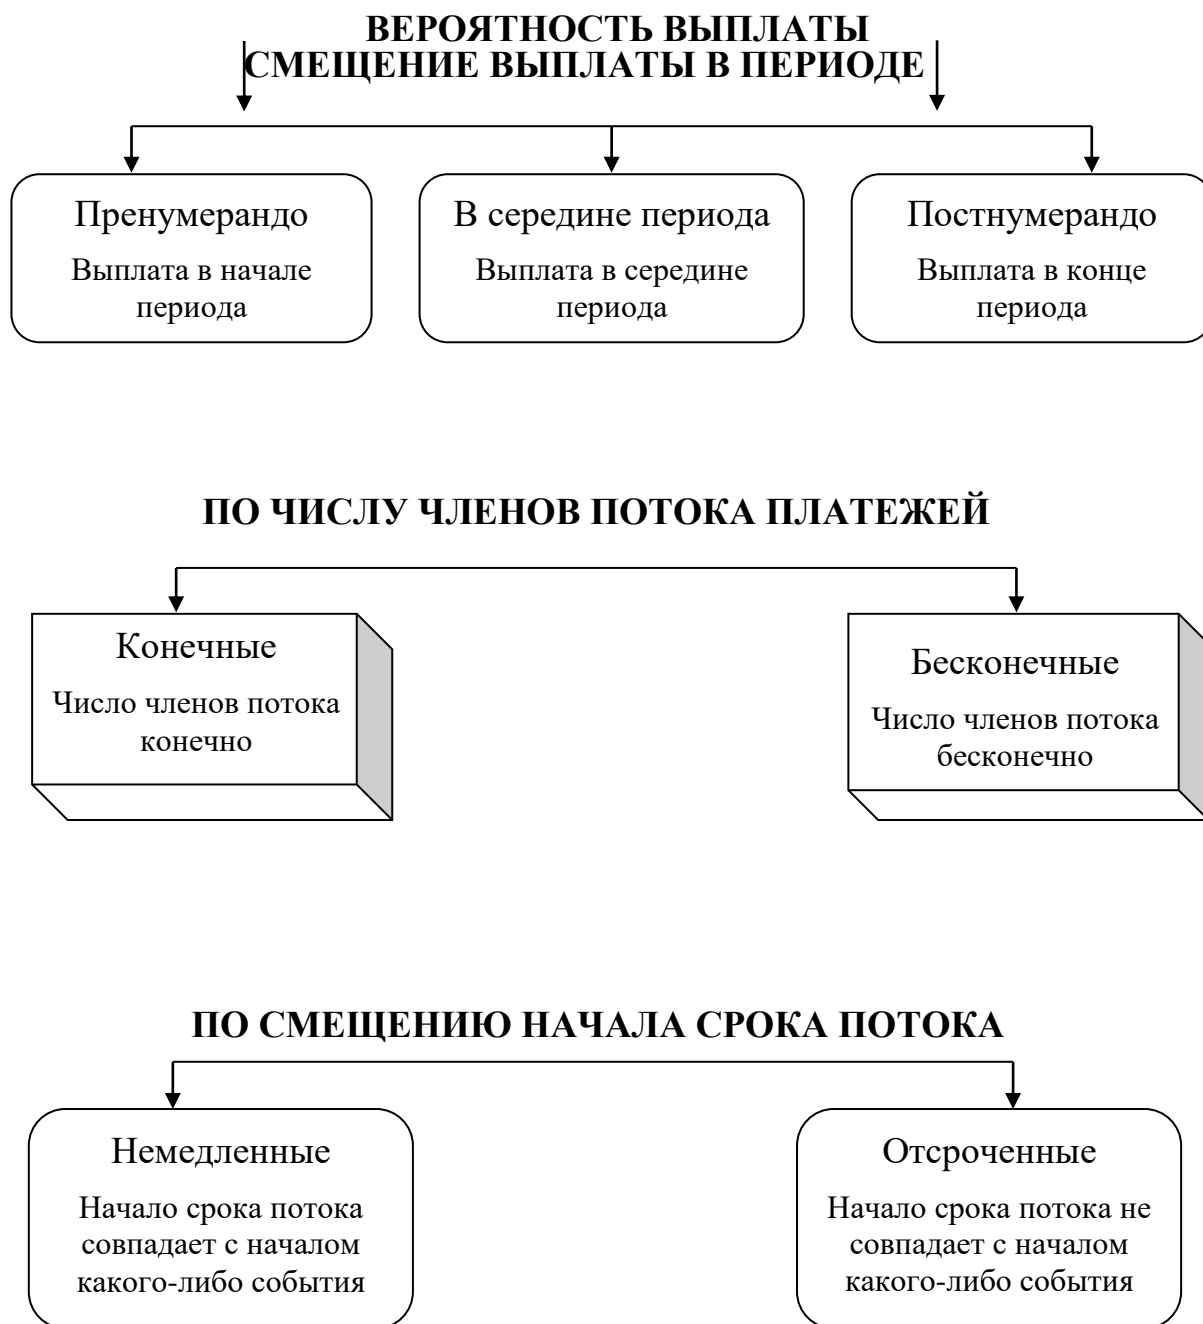 ВЕРОЯТНОСТЬ ВЫПЛАТЫ
СМЕЩЕНИЕ ВЫПЛАТЫ В ПЕРИОДЕ
Пренумерандо
Выплата в начале
периода
В середине периода
Выплата в середине
периода
Постнумерандо
Выплата в конце
периода
ПО ЧИСЛУ ЧЛЕНОВ ПОТОКА ПЛАТЕЖЕЙ
Конечные
Число членов потока
конечно
Бесконечные
Число членов потока
бесконечно
ПО СМЕЩЕНИЮ НАЧАЛА СРОКА ПОТОКА
Немедленные
Начало срока потока
совпадает с началом
какого-либо события
Отсроченные
Начало срока потока не
совпадает с началом
какого-либо события